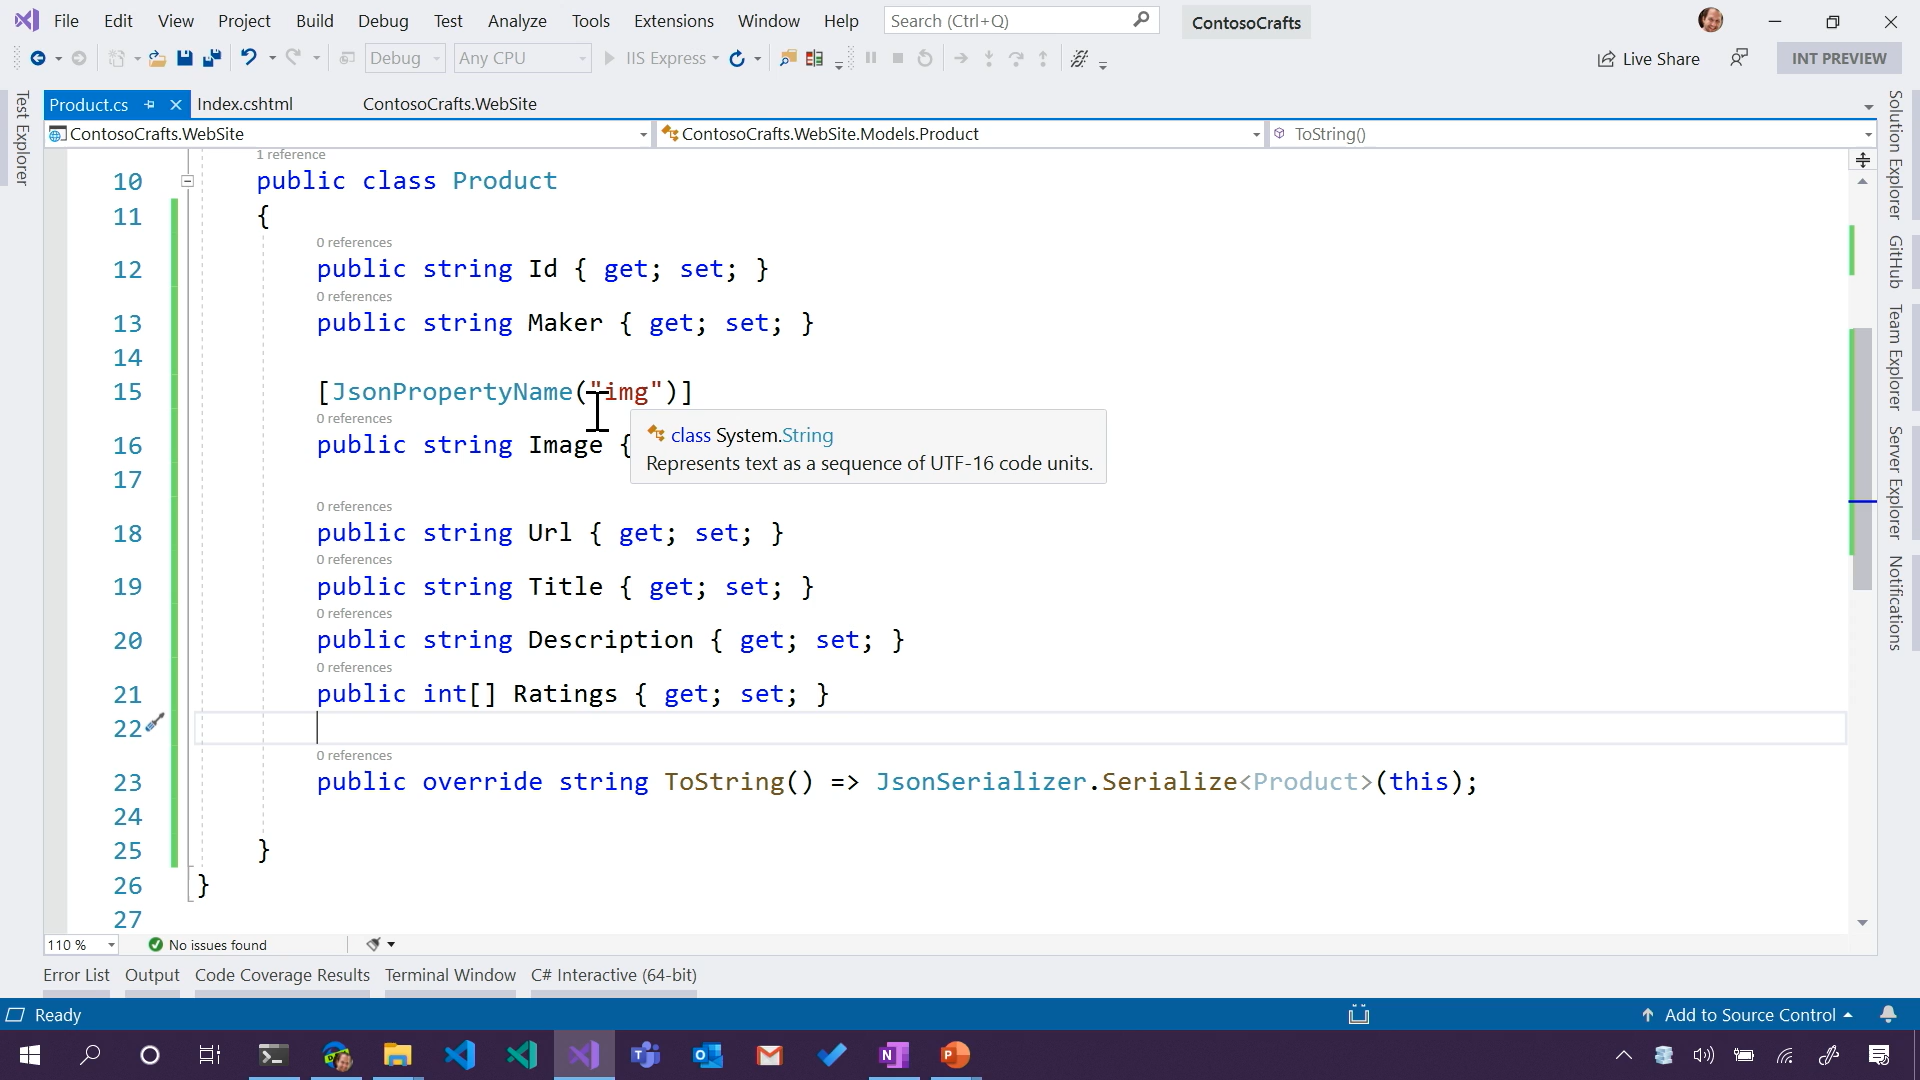 File Edit View Project Build Debug Test Analyze Tools Extensions Window Help Search (Ctrl+Q) ContosoCrafts
Debug Any CPU IIS Express Live Share INT PREVIEW
Product.cs Index.cshtml ContosoCrafts.WebSite
ContosoCrafts.WebSite ContosoCrafts.WebSite.Models.Product ToString()
1 reference
10 public class Product
11 {
0 references
12 public string Id { get; set; }
0 references
13 public string Maker { get; set; }
14
15 [JsonPropertyName("img")]
0 references
16 public string Image {
class System.String
Represents text as a sequence of UTF-16 code units.
17
0 references
18 public string Url { get; set; }
0 references
19 public string Title { get; set; }
0 references
20 public string Description { get; set; }
0 references
21 public int[] Ratings { get; set; }
22
0 references
23 public override string ToString() => JsonSerializer.Serialize<Product>(this);
24
25 }
26 }
27
110 % No issues found
Error List Output Code Coverage Results Terminal Window C# Interactive (64-bit)
Ready Add to Source Control
Test Explorer
Solution Explorer
GitHub
Team Explorer
Server Explorer
Notifications